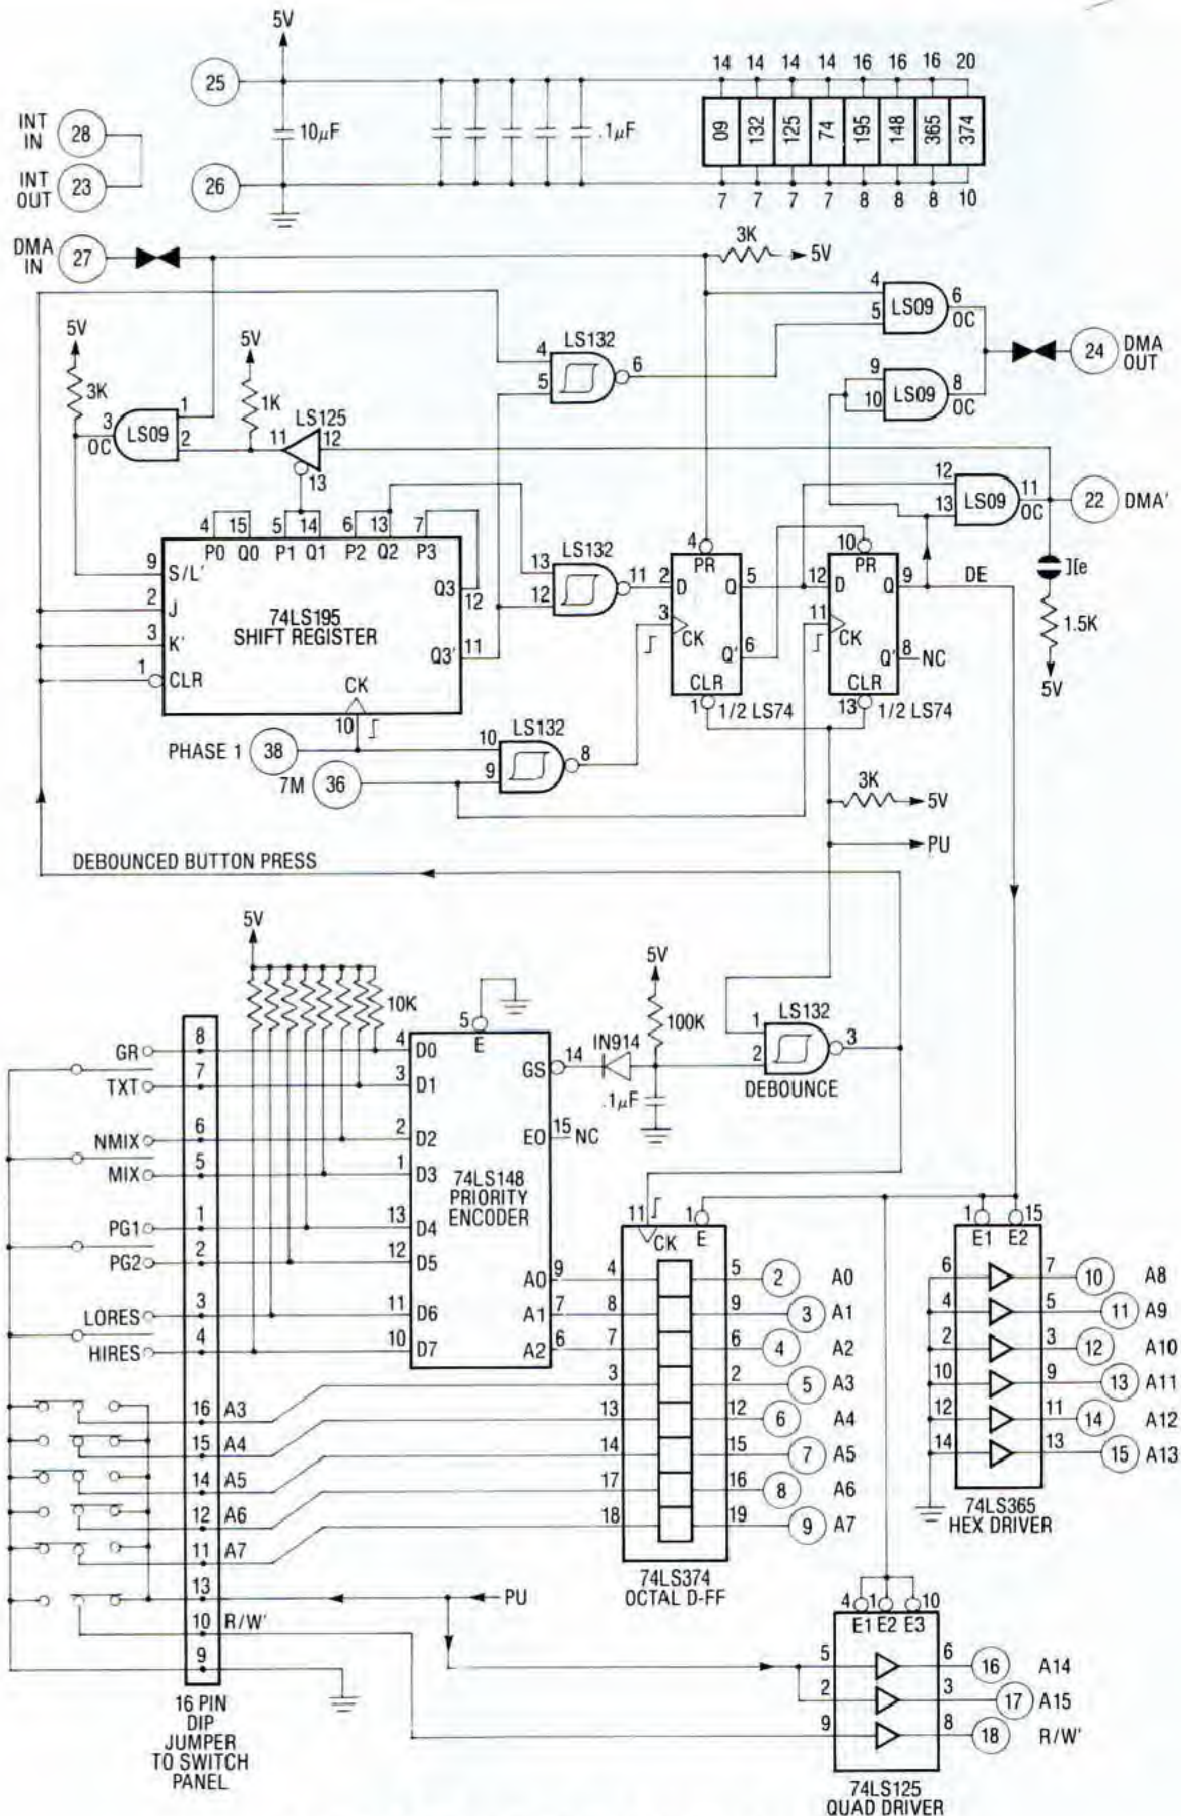 5V
25
14 14 14 14 16 16 16 20
INT IN
28
10µF
.1µF
09 132 125 74 195 148 365 374
INT OUT
23
26
7 7 7 7 8 8 8 10
DMA IN
27
3K
5V
4
5
LS09
6
OC
5V
5V
LS132
4
5
6
24
DMA OUT
3K
1K
9
10
LS09
8
OC
3
OC
LS09
1
2
LS125
11
12
13
12
13
LS09
11
OC
22
DMA'
4 15 5 14 6 13 7
P0 Q0 P1 Q1 P2 Q2 P3
LS132
13
12
11
4
PR
10
PR
9
S/L'
Q3
12
2
D
Q
5
12
D
Q
9
DE
][e
2
J
74LS195
SHIFT REGISTER
3
CK
11
CK
3
K'
Q3'
11
6
Q'
Q'
8
NC
1.5K
1
CLR
CK
10
CLR
CLR
5V
1
1/2 LS74
13
1/2 LS74
PHASE 1
38
LS132
10
9
8
7M
36
3K
5V
PU
DEBOUNCED BUTTON PRESS
5V
10K
5V
100K
5
E
LS132
1
2
3
DEBOUNCE
GR
8
4
D0
GS
14
IN914
TXT
7
3
D1
.1µF
NMIX
6
2
D2
EO
15
NC
MIX
5
1
D3
74LS148
PRIORITY
ENCODER
PG1
1
13
D4
11
CK
1
E
1
15
E1 E2
PG2
2
12
D5
A0
9
4
5
2
A0
6
7
10
A8
LORES
3
11
D6
A1
7
8
9
3
A1
4
5
11
A9
HIRES
4
10
D7
A2
6
7
6
4
A2
2
3
12
A10
16
A3
3
2
5
A3
10
9
13
A11
15
A4
13
12
6
A4
12
11
14
A12
14
A5
14
15
7
A5
14
13
15
A13
12
A6
17
16
8
A6
74LS365
HEX DRIVER
11
A7
18
19
9
A7
13
PU
74LS374
OCTAL D-FF
10
R/W'
4 1 10
E1 E2 E3
9
5
6
16
A14
2
3
17
A15
9
8
18
R/W'
16 PIN
DIP
JUMPER
TO SWITCH
PANEL
74LS125
QUAD DRIVER